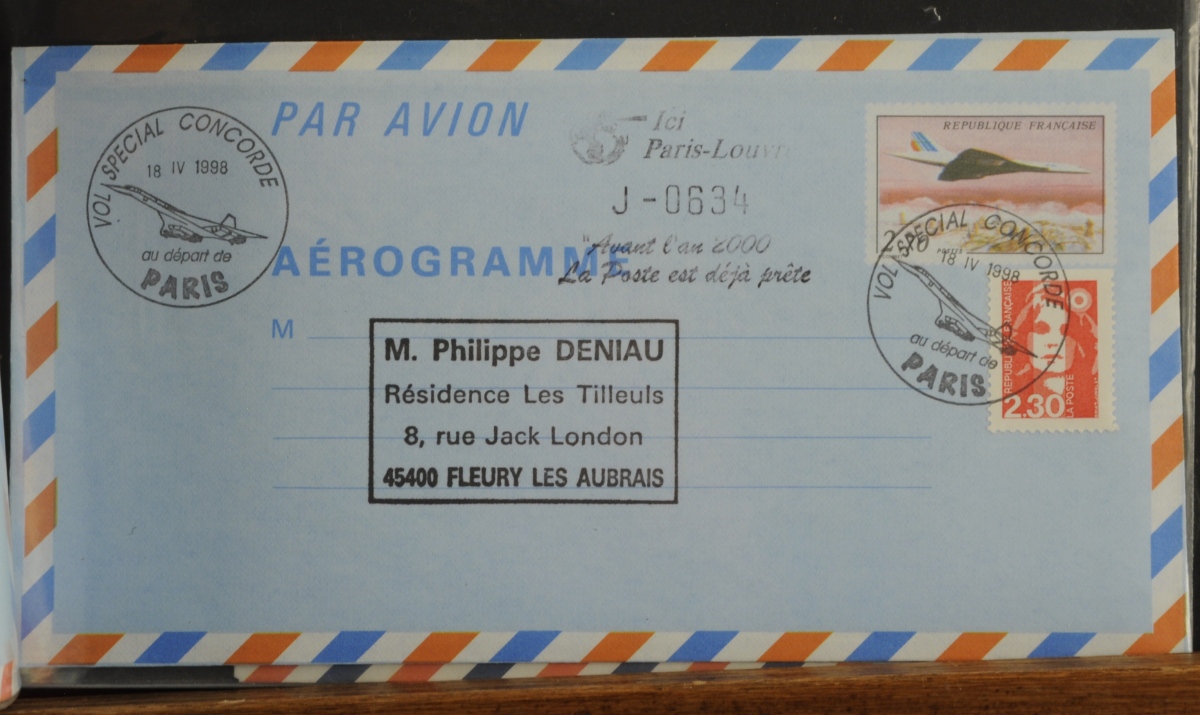 PAR AVION
VOL SPECIAL CONCORDE
18 IV 1998
au départ de
PARIS
Ici
Paris-Louvre
J-0634
"Avant l'an 2000
La Poste est déjà prête
REPUBLIQUE FRANÇAISE
VOL SPECIAL CONCORDE
18 IV 1998
au départ de
PARIS
AÉROGRAMME
M
M. Philippe DENIAU
Résidence Les Tilleuls
8, rue Jack London
45400 FLEURY LES AUBRAIS
2.30
LA POSTE